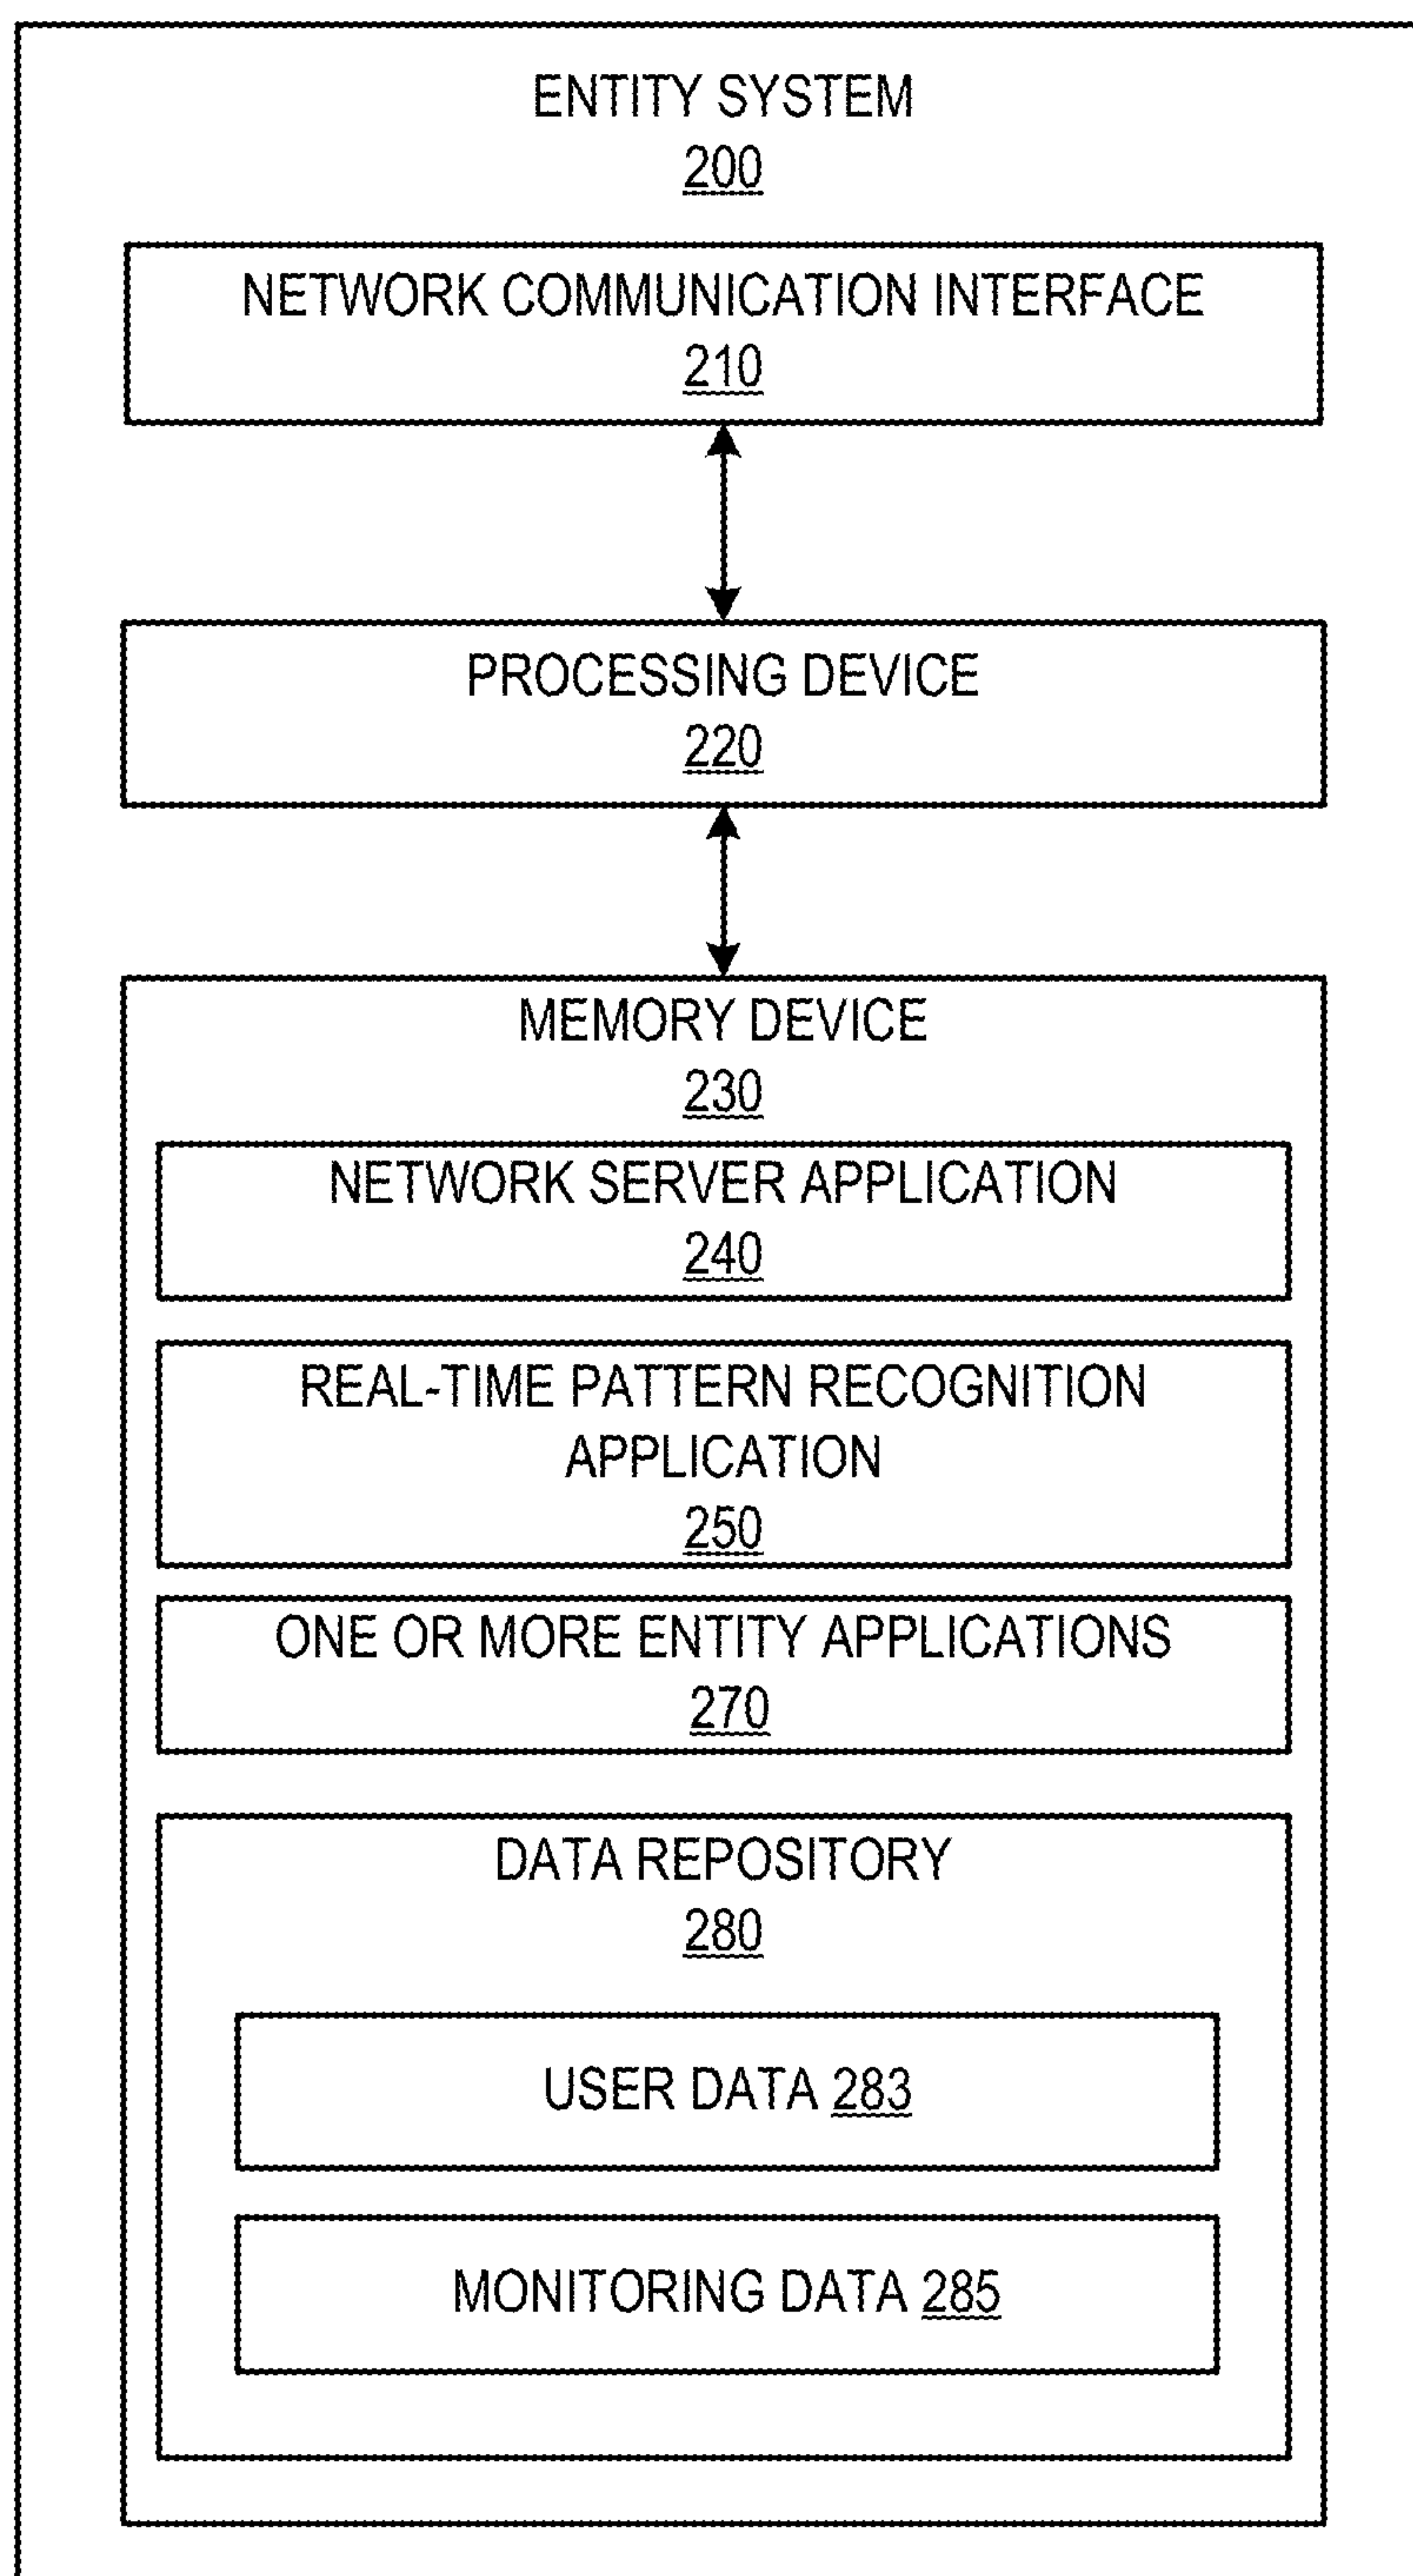 ENTITY SYSTEM
200
NETWORK COMMUNICATION INTERFACE
210
PROCESSING DEVICE
220
MEMORY DEVICE
230
NETWORK SERVER APPLICATION
240
REAL-TIME PATTERN RECOGNITION
APPLICATION
250
ONE OR MORE ENTITY APPLICATIONS
270
DATA REPOSITORY
280
USER DATA 283
MONITORING DATA 285